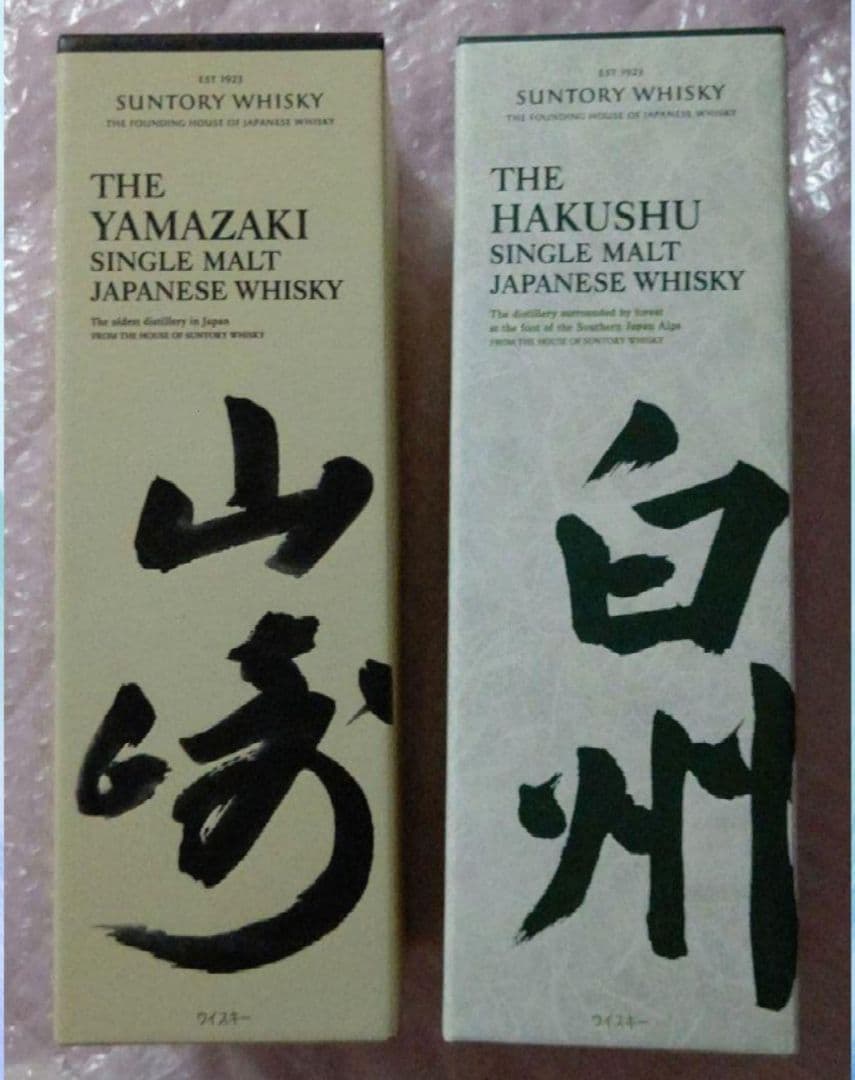 EST 1923
SUNTORY WHISKY
THE FOUNDING HOUSE OF JAPANESE WHISKY
THE
YAMAZAKI
SINGLE MALT
JAPANESE WHISKY
The oldest distillery in Japan
FROM THE HOUSE OF SUNTORY WHISKY
山
崎
ウイスキー
EST 1923
SUNTORY WHISKY
THE FOUNDING HOUSE OF JAPANESE WHISKY
THE
HAKUSHU
SINGLE MALT
JAPANESE WHISKY
The distillery surrounded by forest
at the foot of the Southern Japan Alps
FROM THE HOUSE OF SUNTORY WHISKY
白
州
ウイスキー